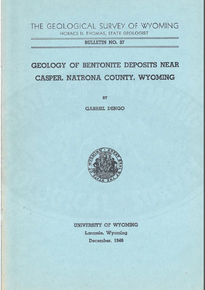 THE GEOLOGICAL SURVEY OF WYOMING
HORACE D. THOMAS, STATE GEOLOGIST
BULLETIN NO. 37
GEOLOGY OF BENTONITE DEPOSITS NEAR
CASPER, NATRONA COUNTY, WYOMING
BY
GABRIEL DENGO
UNIVERSITY OF WYOMING
Laramie, Wyoming
December, 1946